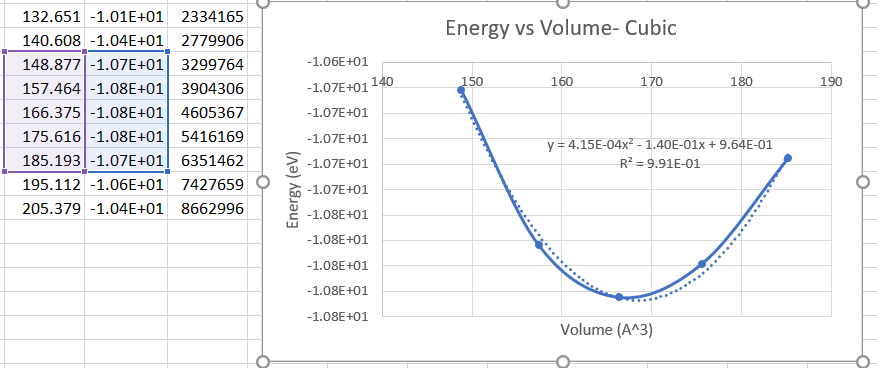 132.651 -1.01E+01 2334165
140.608 -1.04E+01 2779906
148.877 -1.07E+01 3299764
157.464 -1.08E+01 3904306
166.375 -1.08E+01 4605367
175.616 -1.08E+01 5416169
185.193 -1.07E+01 6351462
195.112 -1.06E+01 7427659
205.379 -1.04E+01 8662996
Energy vs Volume- Cubic
-1.06E+01
-1.07E+01
-1.07E+01
-1.07E+01
-1.07E+01
-1.07E+01
-1.08E+01
-1.08E+01
-1.08E+01
-1.08E+01
-1.08E+01
140 150 160 170 180 190
y = 4.15E-04x² - 1.40E-01x + 9.64E-01
R² = 9.91E-01
Energy (eV)
Volume (A^3)